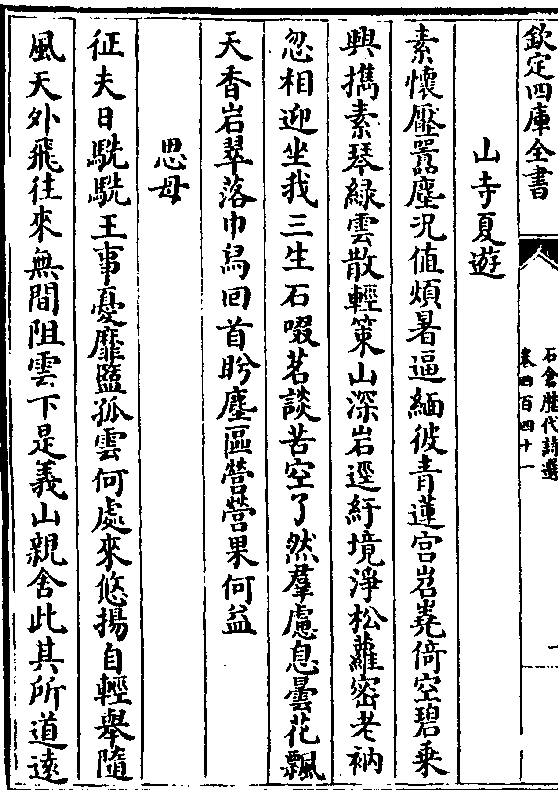 欽定四庫全書
石倉歷代詩選
卷四百四十一
山寺夏遊
素懷壓囂塵况值煩暑逼緬彼青蓮宫岧嶤倚空碧乘
興攜素琴綠雲散輕策山深岩逕紆境淨松蘿密老衲
忽相迎坐我三生石啜茗談苦空了然羣慮息曇花飄
天香岩翠落巾舄回首盻塵區營營果何益
思母
征夫日駪駪王事憂靡盬孤雲何處來悠揚自輕舉隨
風天外飛往來無間阻雲下是義山親舍此其所道遠